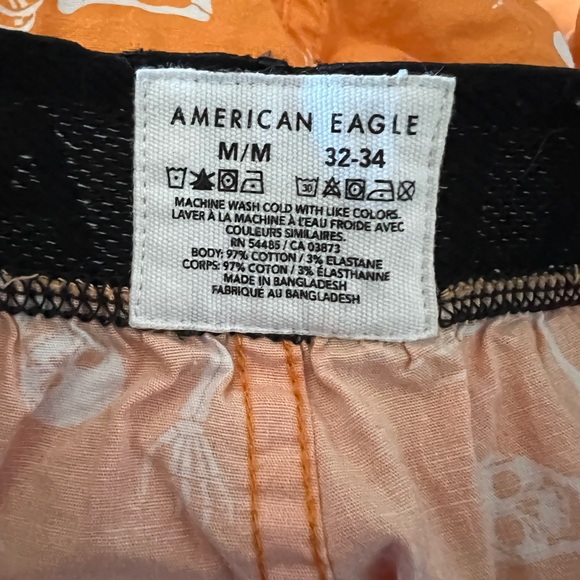 AMERICAN EAGLE
M/M 32-34
30
MACHINE WASH COLD WITH LIKE COLORS.
LAVER À LA MACHINE À L'EAU FROIDE AVEC
COULEURS SIMILAIRES.
RN 54485 / CA 03873
BODY: 97% COTTON / 3% ELASTANE
CORPS: 97% COTON / 3% ÉLASTHANNE
MADE IN BANGLADESH
FABRIQUÉ AU BANGLADESH